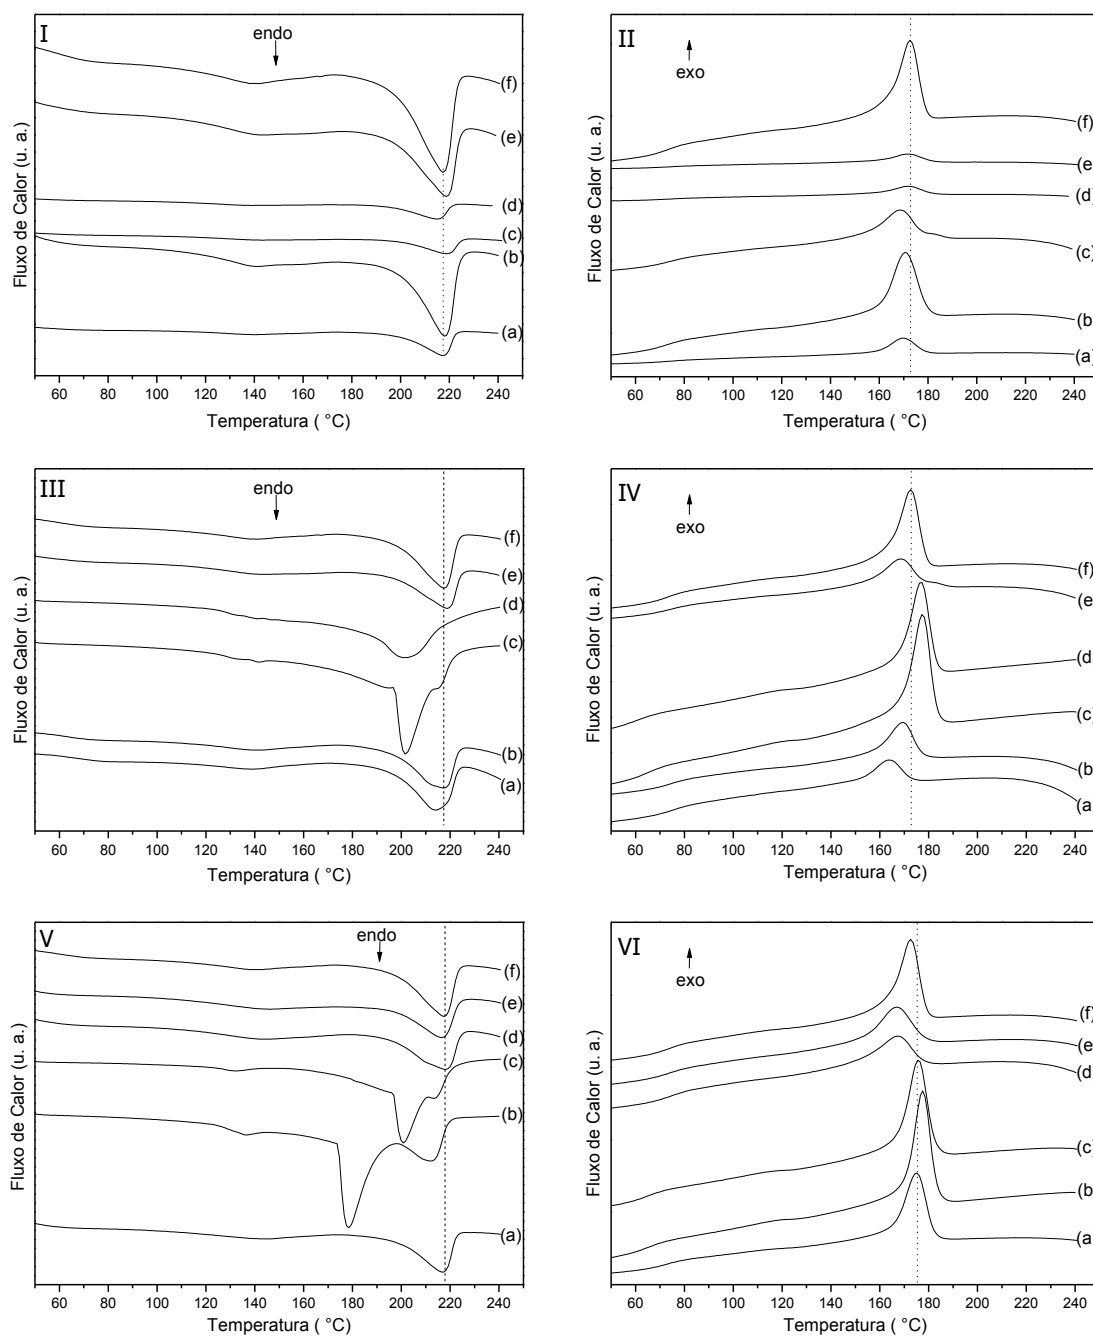 I
endo
(f)
(e)
(d)
(c)
(b)
(a)
Fluxo de Calor (u. a.)
60 80 100 120 140 160 180 200 220 240
Temperatura ( °C)
II
exo
(f)
(e
(d)
(c)
(b
(a)
Fluxo de Calor (u. a.)
60 80 100 120 140 160 180 200 220 240
Temperatura ( °C)
III
endo
(f)
(e)
(d)
(c)
(b)
(a)
Fluxo de Calor (u. a.)
60 80 100 120 140 160 180 200 220 240
Temperatura ( °C)
IV
exo
(f)
(e
(d
(c)
(b
(a
Fluxo de Calor (u. a.)
60 80 100 120 140 160 180 200 220 240
Temperatura ( °C)
V
endo
(f)
(e)
(d)
(c)
(b)
(a)
Fluxo de Calor (u. a.)
60 80 100 120 140 160 180 200 220 240
Temperatura ( °C)
VI
exo
(f)
(e
(d
(c
(b
(a
Fluxo de Calor (u. a.)
60 80 100 120 140 160 180 200 220 240
Temperatura ( °C)